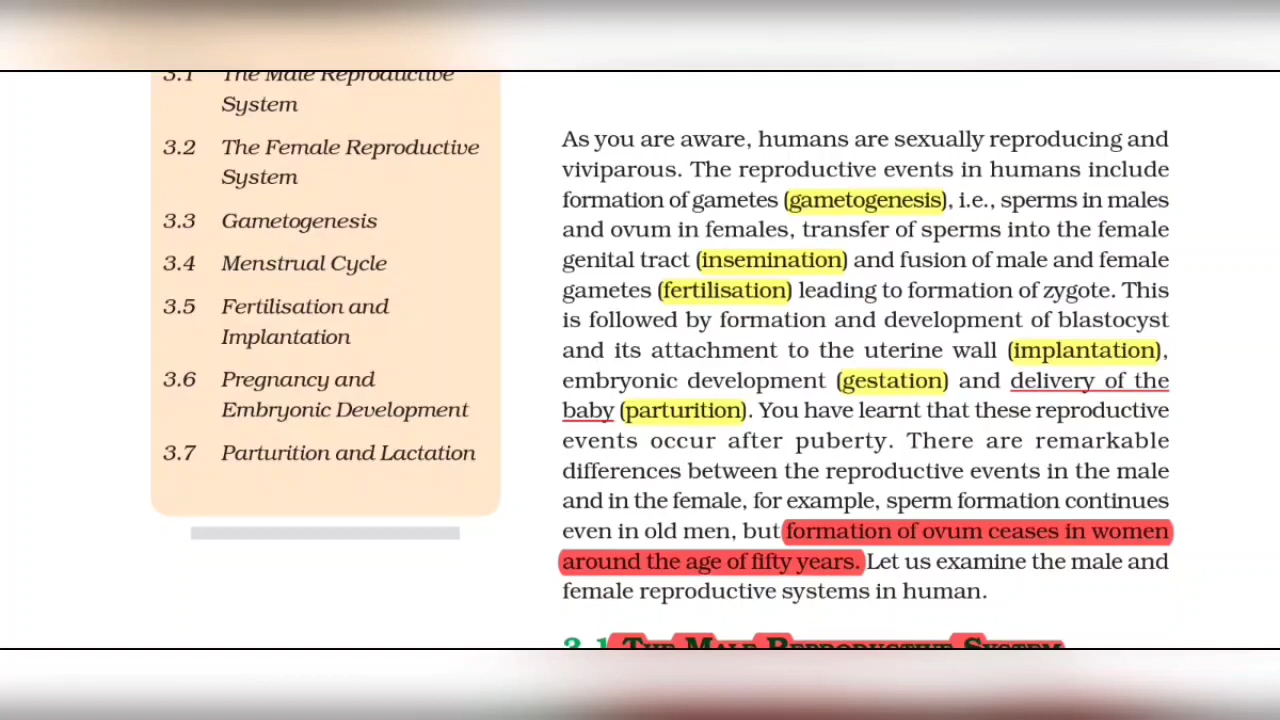 3.1 The Male Reproductive
System
3.2 The Female Reproductive
System
3.3 Gametogenesis
3.4 Menstrual Cycle
3.5 Fertilisation and
Implantation
3.6 Pregnancy and
Embryonic Development
3.7 Parturition and Lactation
As you are aware, humans are sexually reproducing and
viviparous. The reproductive events in humans include
formation of gametes (gametogenesis), i.e., sperms in males
and ovum in females, transfer of sperms into the female
genital tract (insemination) and fusion of male and female
gametes (fertilisation) leading to formation of zygote. This
is followed by formation and development of blastocyst
and its attachment to the uterine wall (implantation),
embryonic development (gestation) and delivery of the
baby (parturition). You have learnt that these reproductive
events occur after puberty. There are remarkable
differences between the reproductive events in the male
and in the female, for example, sperm formation continues
even in old men, but formation of ovum ceases in women
around the age of fifty years. Let us examine the male and
female reproductive systems in human.
3.1 The Male Reproductive System